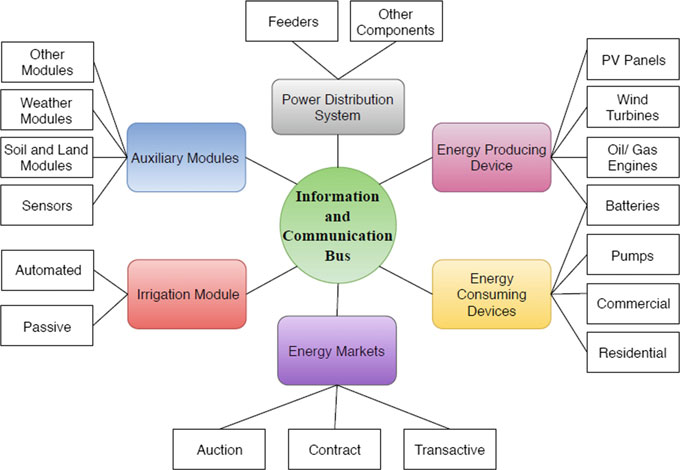 Feeders
Other
Components
Other
Modules
Weather
Modules
Soil and Land
Modules
Sensors
Auxiliary Modules
Power Distribution
System
Energy Producing
Device
PV Panels
Wind
Turbines
Oil/ Gas
Engines
Batteries
Information
and
Communication
Bus
Automated
Passive
Irrigation Module
Energy
Consuming
Devices
Pumps
Commercial
Residential
Energy Markets
Auction
Contract
Transactive